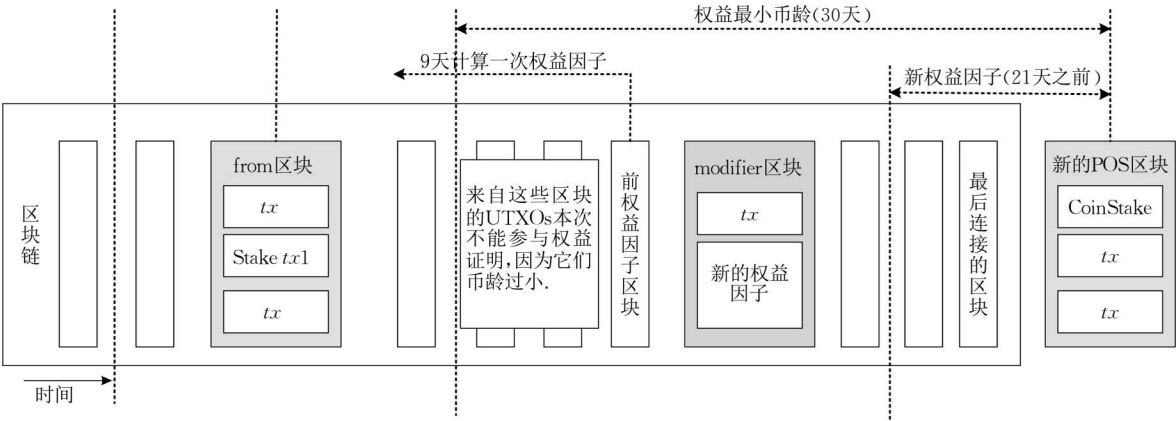 权益最小币龄(30天)
9天计算一次权益因子
新权益因子(21天之前)
区块链
from区块
tx
Stake tx1
tx
来自这些区块
的UTXOs本次
不能参与权益
证明,因为它们
币龄过小.
前权益因子区块
modifier区块
tx
新的权益
因子
最后连接的区块
新的POS区块
CoinStake
tx
tx
时间